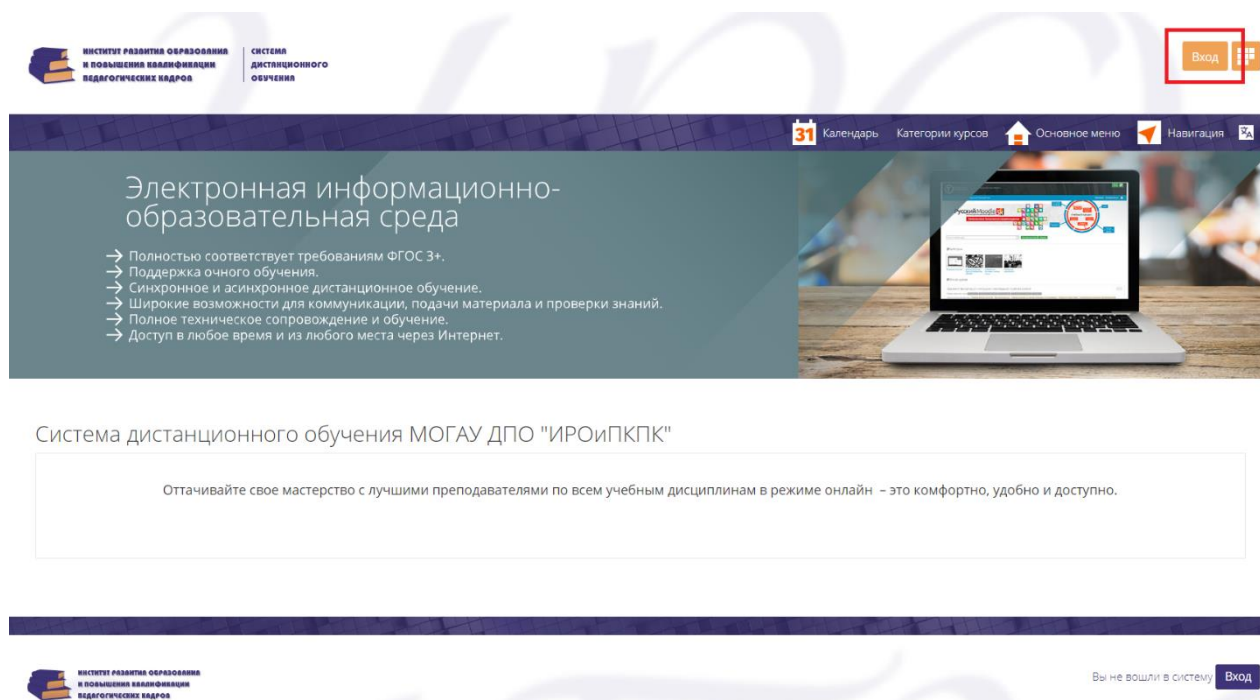 ИНСТИТУТ РАЗВИТИЯ ОБРАЗОВАНИЯ
И ПОВЫШЕНИЯ КВАЛИФИКАЦИИ
ПЕДАГОГИЧЕСКИХ КАДРОВ
СИСТЕМА
ДИСТАНЦИОННОГО
ОБУЧЕНИЯ
Вход
31 Календарь Категории курсов Основное меню Навигация
Электронная информационно-
образовательная среда
→ Полностью соответствует требованиям ФГОС 3+.
→ Поддержка очного обучения.
→ Синхронное и асинхронное дистанционное обучение.
→ Широкие возможности для коммуникации, подачи материала и проверки знаний.
→ Полное техническое сопровождение и обучение.
→ Доступ в любое время и из любого места через Интернет.
Система дистанционного обучения МОГАУ ДПО "ИРОиПКПК"
Оттачивайте свое мастерство с лучшими преподавателями по всем учебным дисциплинам в режиме онлайн – это комфортно, удобно и доступно.
ИНСТИТУТ РАЗВИТИЯ ОБРАЗОВАНИЯ
И ПОВЫШЕНИЯ КВАЛИФИКАЦИИ
ПЕДАГОГИЧЕСКИХ КАДРОВ
Вы не вошли в систему Вход